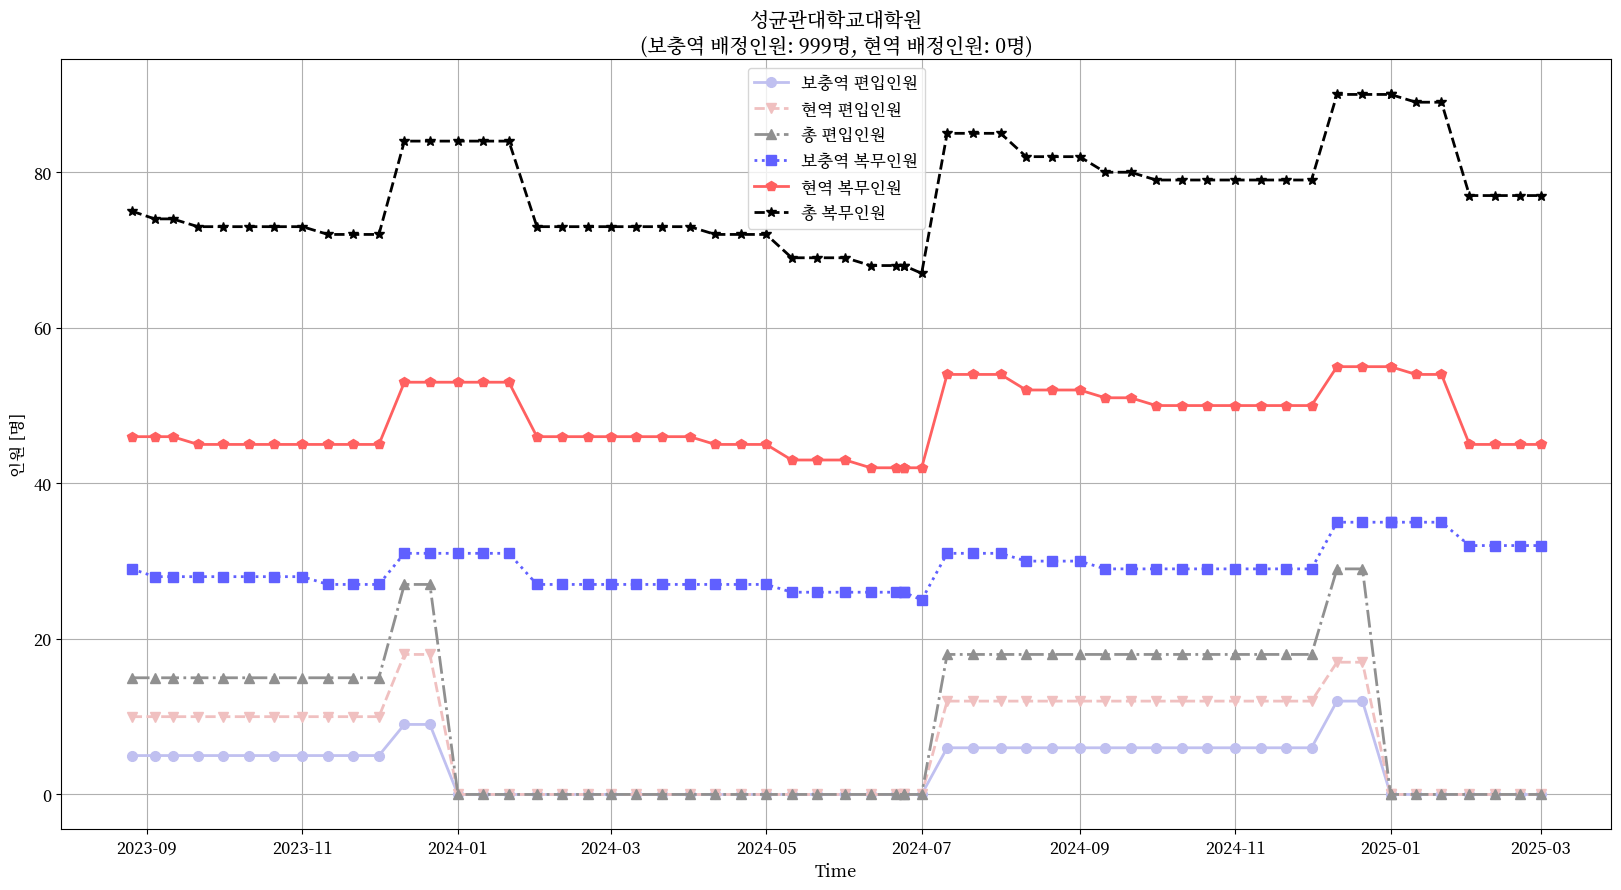 성균관대학교대학원
(보충역 배정인원: 999명, 현역 배정인원: 0명)
보충역 편입인원
현역 편입인원
총 편입인원
보충역 복무인원
현역 복무인원
총 복무인원
인원 [명]
80
60
40
20
0
2023-09
2023-11
2024-01
2024-03
2024-05
2024-07
2024-09
2024-11
2025-01
2025-03
Time